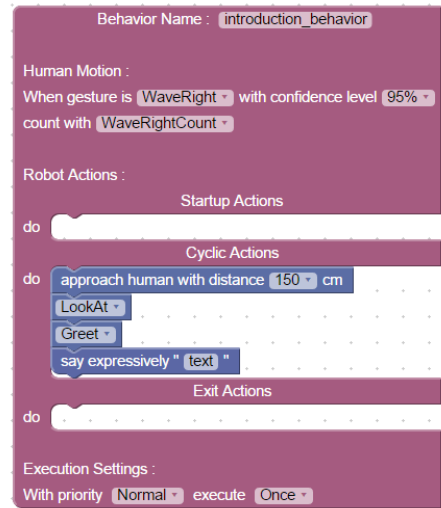 Behavior Name : introduction_behavior
Human Motion :
When gesture is WaveRight with confidence level 95%
count with WaveRightCount
Robot Actions :
Startup Actions
do
Cyclic Actions
do approach human with distance 150 cm
LookAt
Greet
say expressively " text "
Exit Actions
do
Execution Settings :
With priority Normal execute Once